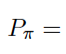 P_π =